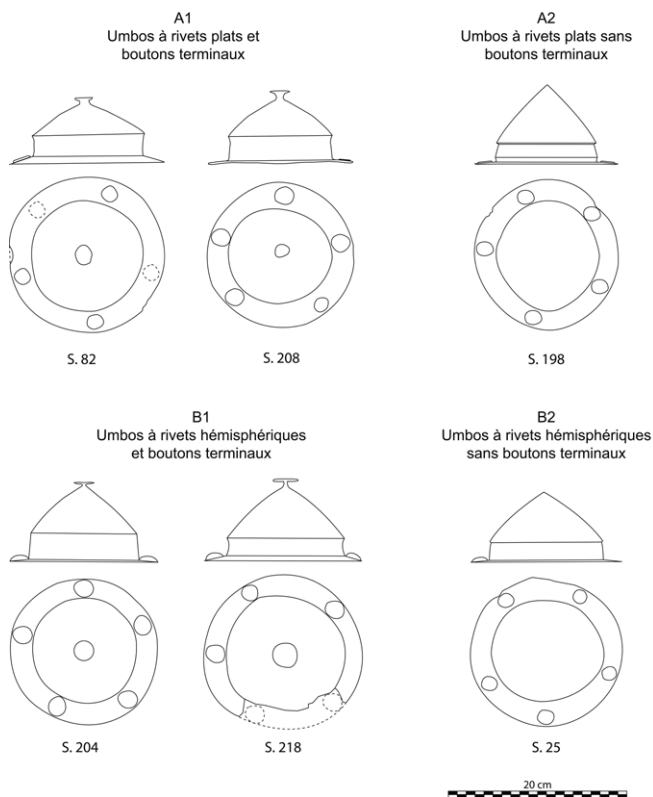 A1
Umbos à rivets plats et
boutons terminaux
A2
Umbos à rivets plats sans
boutons terminaux
S. 82
S. 208
S. 198
B1
Umbos à rivets hémisphériques
et boutons terminaux
B2
Umbos à rivets hémisphériques
sans boutons terminaux
S. 204
S. 218
S. 25
20 cm